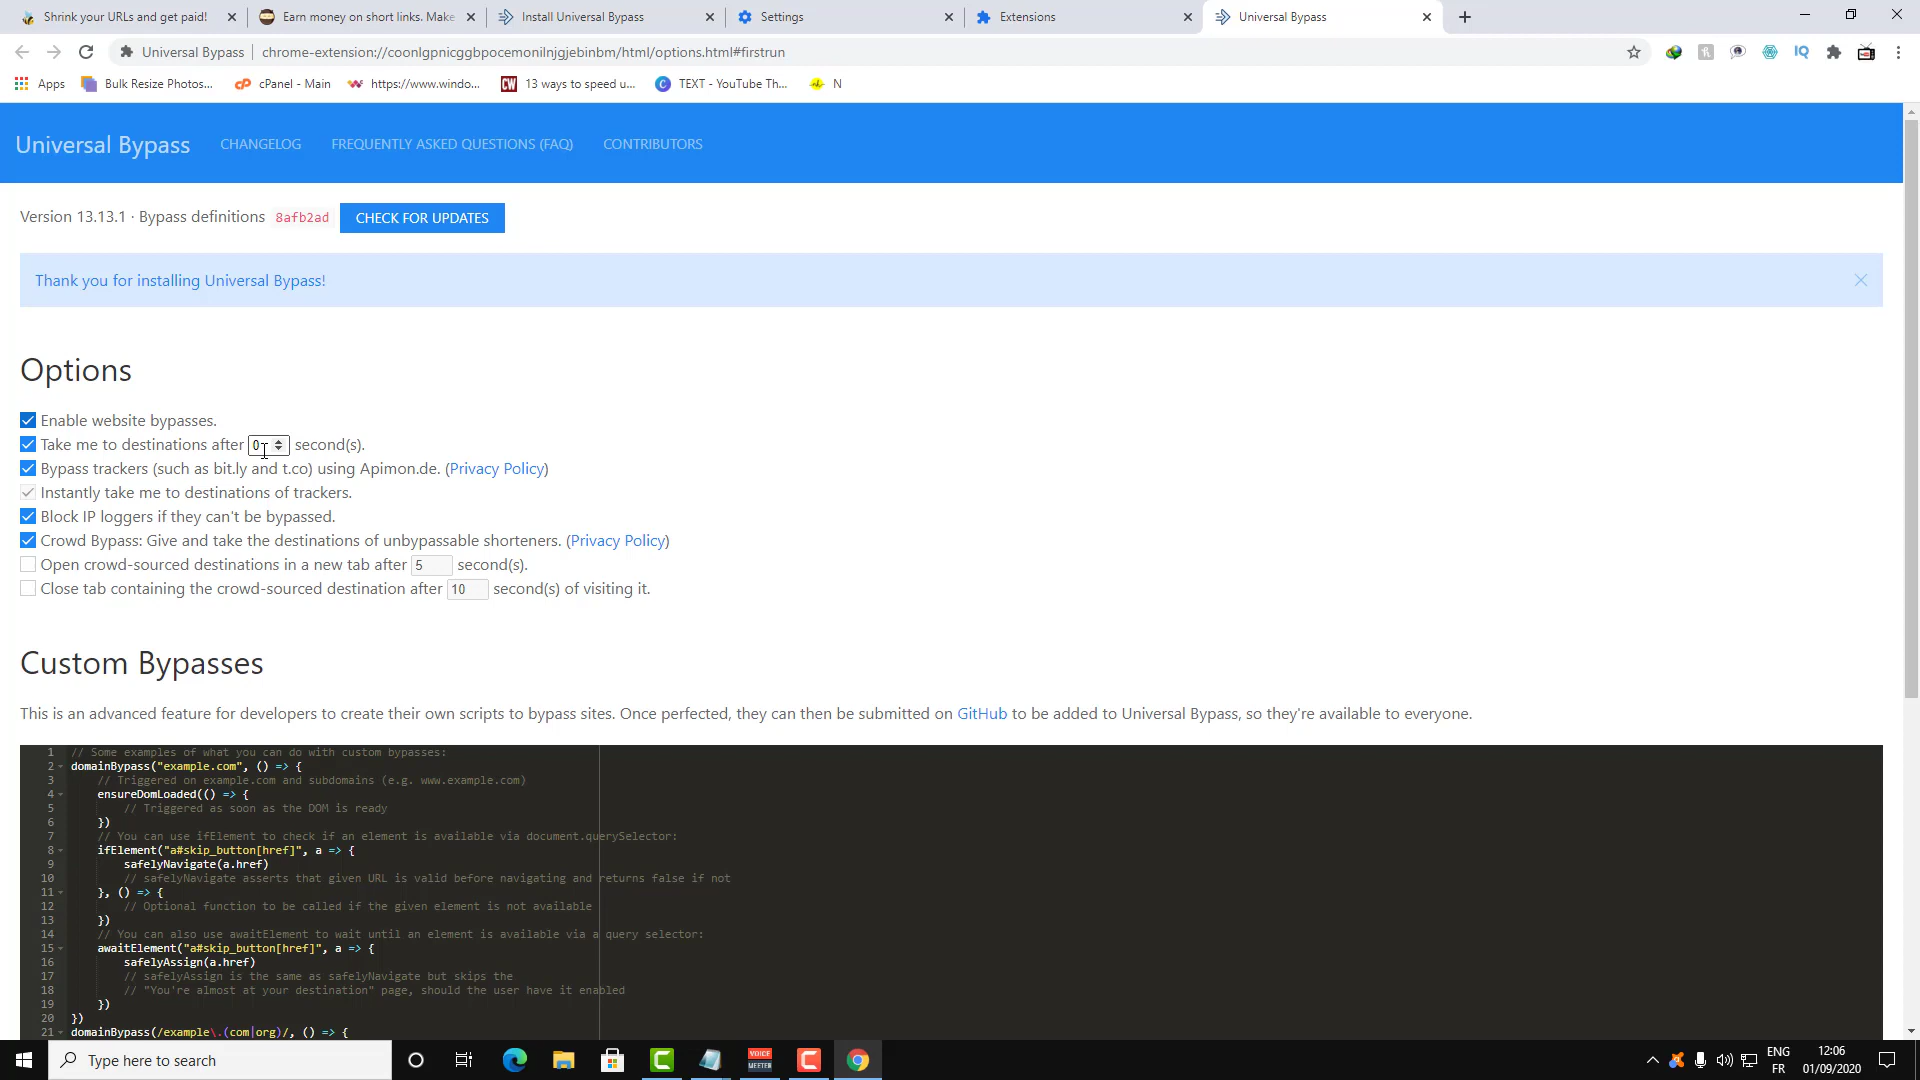 Shrink your URLs and get paid!
Earn money on short links. Make
Install Universal Bypass
Settings
Extensions
Universal Bypass
Universal Bypass
chrome-extension://coonlgpnicggbpocemonilnjgjebinbm/html/options.html#firstrun
Apps
Bulk Resize Photos...
cPanel - Main
https://www.windo...
13 ways to speed u...
TEXT - YouTube Th...
N
Universal Bypass
CHANGELOG
FREQUENTLY ASKED QUESTIONS (FAQ)
CONTRIBUTORS
Version 13.13.1 · Bypass definitions 8afb2ad
CHECK FOR UPDATES
Thank you for installing Universal Bypass!
Options
Enable website bypasses.
Take me to destinations after 0 second(s).
Bypass trackers (such as bit.ly and t.co) using Apimon.de. (Privacy Policy)
Instantly take me to destinations of trackers.
Block IP loggers if they can't be bypassed.
Crowd Bypass: Give and take the destinations of unbypassable shorteners. (Privacy Policy)
Open crowd-sourced destinations in a new tab after 5 second(s).
Close tab containing the crowd-sourced destination after 10 second(s) of visiting it.
Custom Bypasses
This is an advanced feature for developers to create their own scripts to bypass sites. Once perfected, they can then be submitted on GitHub to be added to Universal Bypass, so they're available to everyone.
1 // Some examples of what you can do with custom bypasses:
2 domainBypass("example.com", () => {
3 // Triggered on example.com and subdomains (e.g. www.example.com)
4 ensureDomLoaded(() => {
5 // Triggered as soon as the DOM is ready
6 })
7 // You can use ifElement to check if an element is available via document.querySelector:
8 ifElement("a#skip_button[href]", a => {
9 safelyNavigate(a.href)
10 // safelyNavigate asserts that given URL is valid before navigating and returns false if not
11 }, () => {
12 // Optional function to be called if the given element is not available
13 })
14 // You can also use awaitElement to wait until an element is available via a query selector:
15 awaitElement("a#skip_button[href]", a => {
16 safelyAssign(a.href)
17 // safelyAssign is the same as safelyNavigate but skips the
18 // "You're almost at your destination" page, should the user have it enabled
19 })
20 })
21 domainBypass(/example\.(com|org)/, () => {
Type here to search
VOICE
MEETER
ENG
FR
12:06
01/09/2020